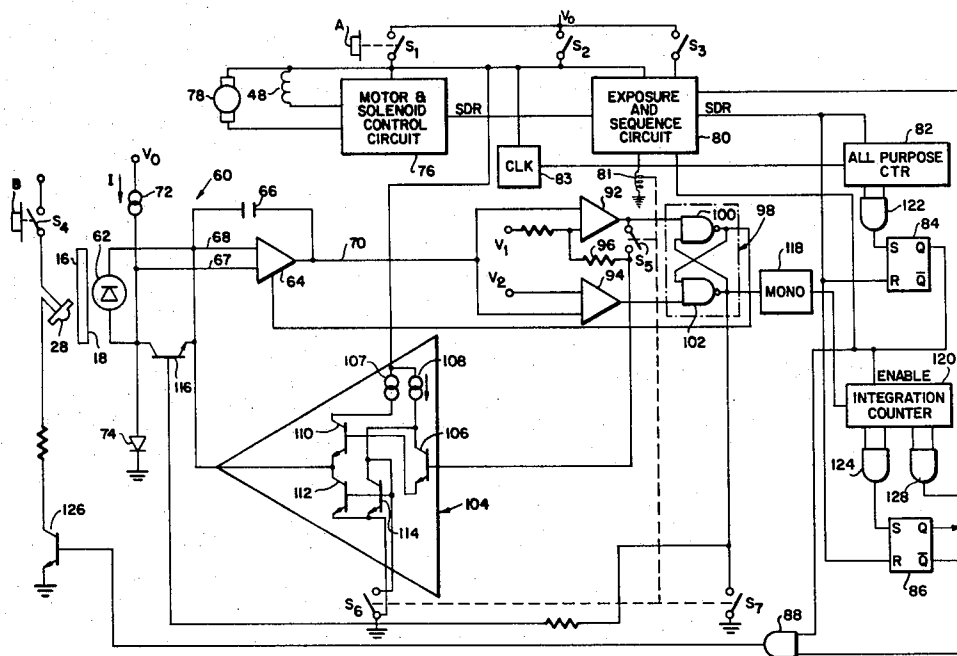 A
S1
Vo
S2
S3
78
48
MOTOR &
SOLENOID
CONTROL
CIRCUIT
76
SDR
EXPOSURE
AND
SEQUENCE
CIRCUIT
80
SDR
82
ALL PURPOSE
CTR
CLK
83
81
122
B
S4
VO
I
72
60
66
92
100
98
84
S Q
R Q̅
62
68
67
64
70
V1
96
S5
V2
94
102
118
MONO
16
28
18
116
107
108
ENABLE
120
INTEGRATION
COUNTER
74
110
106
112
114
104
124
128
126
S Q
R Q̅
86
S6
S7
88